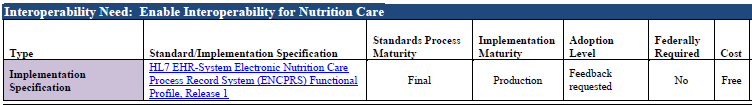 Interoperability Need:  Enable Interoperability for Nutrition Care
Type
Standard/Implementation Specification
Standards Process
Maturity
Implementation
Maturity
Adoption
Level
Federally
Required
Cost
Implementation
Specification
HL7 EHR-System Electronic Nutrition Care
Process Record System (ENCPRS) Functional
Profile, Release 1
Final
Production
Feedback
requested
No
Free